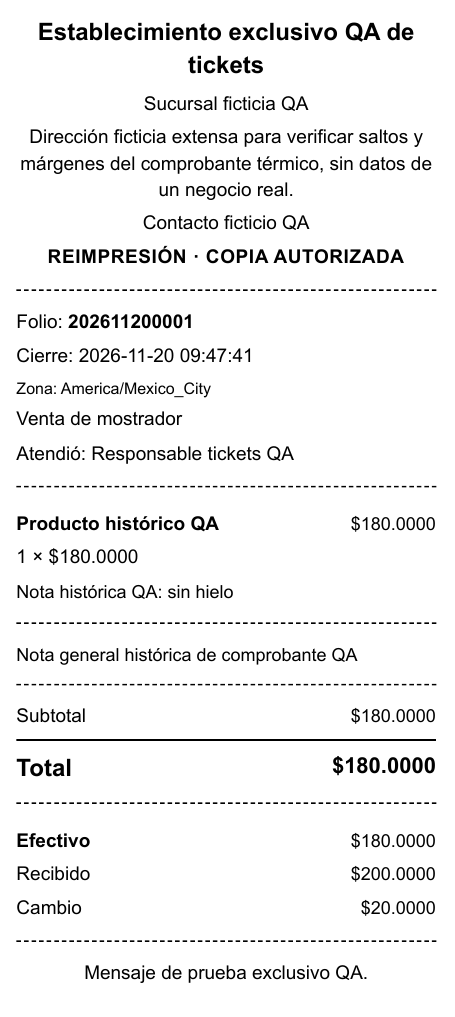 Establecimiento exclusivo QA de
tickets
Sucursal ficticia QA
Dirección ficticia extensa para verificar saltos y
márgenes del comprobante térmico, sin datos de
un negocio real.
Contacto ficticio QA
REIMPRESIÓN · COPIA AUTORIZADA
Folio: 202611200001
Cierre: 2026-11-20 09:47:41
Zona: America/Mexico_City
Venta de mostrador
Atendió: Responsable tickets QA
Producto histórico QA $180.0000
1 × $180.0000
Nota histórica QA: sin hielo
Nota general histórica de comprobante QA
Subtotal $180.0000
Total $180.0000
Efectivo $180.0000
Recibido $200.0000
Cambio $20.0000
Mensaje de prueba exclusivo QA.